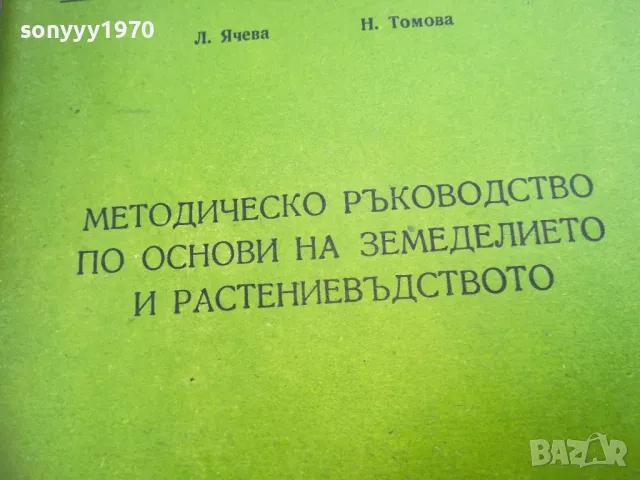 sonyyy1970
Л. Ячева Н. Томова
МЕТОДИЧЕСКО РЪКОВОДСТВО
ПО ОСНОВИ НА ЗЕМЕДЕЛИЕТО
И РАСТЕНИЕВЪДСТВОТО
BAZAR